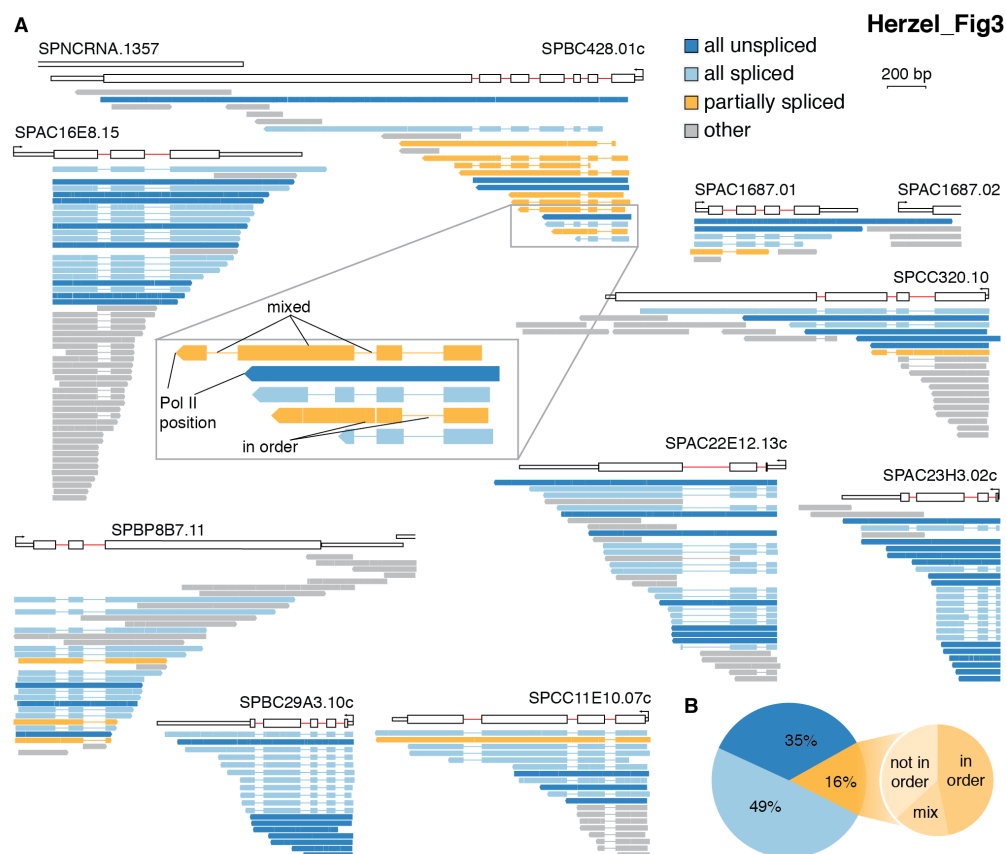 A
Herzel_Fig3
SPNCRNA.1357
SPBC428.01c
all unspliced
all spliced
partially spliced
other
200 bp
SPAC16E8.15
SPAC1687.01
SPAC1687.02
SPCC320.10
mixed
Pol II
position
in order
SPAC22E12.13c
SPAC23H3.02c
SPBP8B7.11
SPBC29A3.10c
SPCC11E10.07c
B
35%
16%
49%
not in
order
in
order
mix